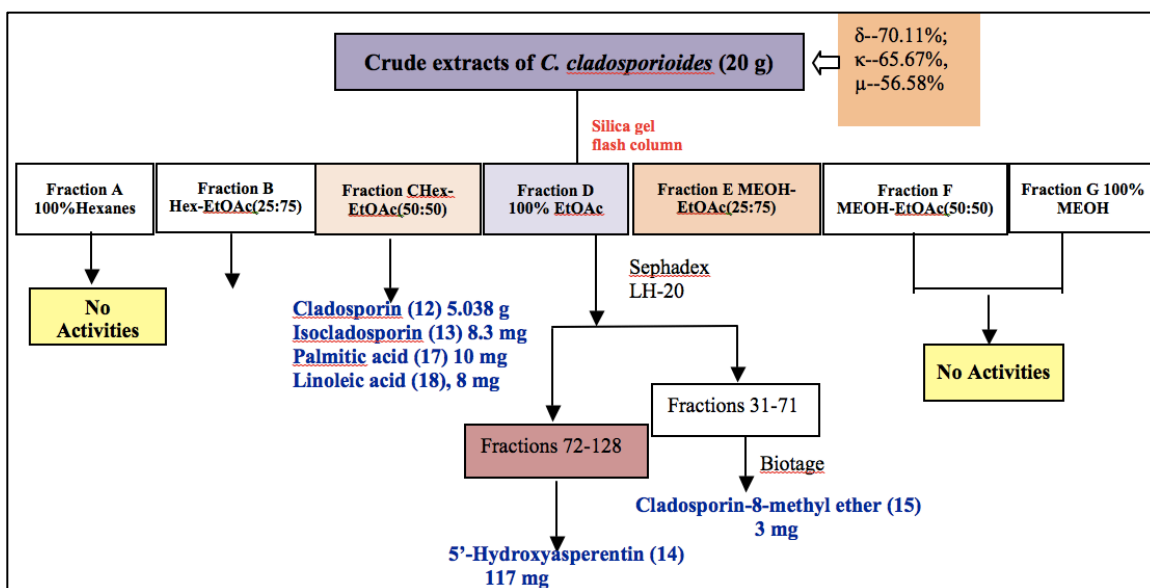 Crude extracts of C. cladosporioides (20 g)
δ--70.11%;
κ--65.67%,
µ--56.58%
Silica gel
flash column
Fraction A
100%Hexanes
Fraction B
Hex-EtOAc(25:75)
Fraction CHex-
EtOAc(50:50)
Fraction D
100% EtOAc
Fraction E MEOH-
EtOAc(25:75)
Fraction F
MEOH-EtOAc(50:50)
Fraction G 100%
MEOH
No
Activities
Cladosporin (12) 5.038 g
Isocladosporin (13) 8.3 mg
Palmitic acid (17) 10 mg
Linoleic acid (18), 8 mg
Sephadex
LH-20
No Activities
Fractions 31-71
Fractions 72-128
Biotage
Cladosporin-8-methyl ether (15)
3 mg
5’-Hydroxyasperentin (14)
117 mg